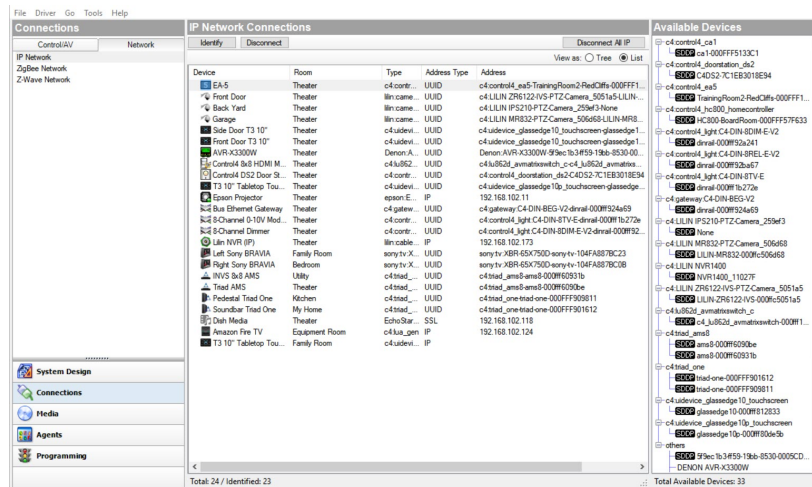 File Driver Go Tools Help
Connections
Control/AV Network
IP Network
ZigBee Network
Z-Wave Network
System Design
Connections
Media
Agents
Programming
IP Network Connections
Identify Disconnect Disconnect All IP
View as: Tree List
Device Room Type Address Type Address
EA-5 Theater c4:contr... UUID c4:control4_ea5-TrainingRoom2-RedCliffs-000FFF1...
Front Door Theater lilin:came... UUID c4:LILIN ZR6122-IVS-PTZ-Camera_5051a5-LILIN-...
Back Yard Theater lilin:came... UUID c4:LILIN IPS210-PTZ-Camera_259ef3-None
Garage Theater lilin:came... UUID c4:LILIN MR832-PTZ-Camera_506d68-LILIN-MR8...
Side Door T3 10" Theater c4:uidevi... UUID c4:uidevice_glassedge10_touchscreen-glassedge1...
Front Door T3 10" Theater c4:uidevi... UUID c4:uidevice_glassedge10_touchscreen-glassedge1...
AVR-X3300W Theater Denon:A... UUID Denon:AVR-X3300W-5f9ec1b3-ff59-19bb-8530-00...
Control4 8x8 HDMI M... Theater c4:lu862... UUID c4:lu862d_avmatrixswitch_c-c4_lu862d_avmatrixs...
Control4 DS2 Door St... Theater c4:contr... UUID c4:control4_doorstation_ds2-C4DS2-7C1EB3018E94
T3 10" Tabletop Tou... Theater c4:uidevi... UUID c4:uidevice_glassedge10p_touchscreen-glassedge...
Epson Projector Theater epson:E... IP 192.168.102.11
Bus Ethernet Gateway Theater c4:gatew... UUID c4:gateway:C4-DIN-BEG-V2-dinrail-000fff924a69
8-Channel 0-10V Mod... Theater c4:contr... UUID c4:control4_light:C4-DIN-8TV-E-dinrail-000fff1b272e
8-Channel Dimmer Theater c4:contr... UUID c4:control4_light:C4-DIN-8DIM-E-V2-dinrail-000fff92...
Lilin NVR (IP) Theater lilin:cable... IP 192.168.102.173
Left Sony BRAVIA Family Room sony:tv:X... UUID sony:tv:XBR-65X750D-sony-tv-104FA887BC23
Right Sony BRAVIA Bedroom sony:tv:X... UUID sony:tv:XBR-65X750D-sony-tv-104FA887BC0B
INVS 8x8 AMS Utility c4:triad_... UUID c4:triad_ams8-ams8-000fff60931b
Triad AMS Theater c4:triad_... UUID c4:triad_ams8-ams8-000fff6090be
Pedestal Triad One Kitchen c4:triad_... UUID c4:triad_one-triad-one-000FFF909811
Soundbar Triad One My Home c4:triad_... UUID c4:triad_one-triad-one-000FFF901612
Dish Media Theater EchoStar... SSL 192.168.102.118
Amazon Fire TV Equipment Room c4:lua_gen IP 192.168.102.124
T3 10" Tabletop Tou... Family Room c4:uidevi... IP
Total: 24 / Identified: 23
Available Devices
c4:control4_ca1
SDDP ca1-000FFF5133C1
c4:control4_doorstation_ds2
SDDP C4DS2-7C1EB3018E94
c4:control4_ea5
SDDP TrainingRoom2-RedCliffs-000FFF1...
c4:control4_hc800_homecontroller
SDDP HC800-BoardRoom-000FFF57F633
c4:control4_light:C4-DIN-8DIM-E-V2
SDDP dinrail-000fff92a241
c4:control4_light:C4-DIN-8REL-E-V2
SDDP dinrail-000fff92ba67
c4:control4_light:C4-DIN-8TV-E
SDDP dinrail-000fff1b272e
c4:gateway:C4-DIN-BEG-V2
SDDP dinrail-000fff924a69
c4:LILIN IPS210-PTZ-Camera_259ef3
SDDP None
c4:LILIN MR832-PTZ-Camera_506d68
SDDP LILIN-MR832-000ffc506d68
c4:LILIN NVR1400
SDDP NVR1400_11027F
c4:LILIN ZR6122-IVS-PTZ-Camera_5051a5
SDDP LILIN-ZR6122-IVS-000ffc5051a5
c4:lu862d_avmatrixswitch_c
SDDP c4_lu862d_avmatrixswitch-000fff1...
c4:triad_ams8
SDDP ams8-000fff6090be
SDDP ams8-000fff60931b
c4:triad_one
SDDP triad-one-000FFF901612
SDDP triad-one-000FFF909811
c4:uidevice_glassedge10_touchscreen
SDDP glassedge10-000fff812833
c4:uidevice_glassedge10p_touchscreen
SDDP glassedge10p-000fff80de5b
others
SDDP 5f9ec1b3-ff59-19bb-8530-0005CD...
DENON AVR-X3300W
Total Available Devices: 33